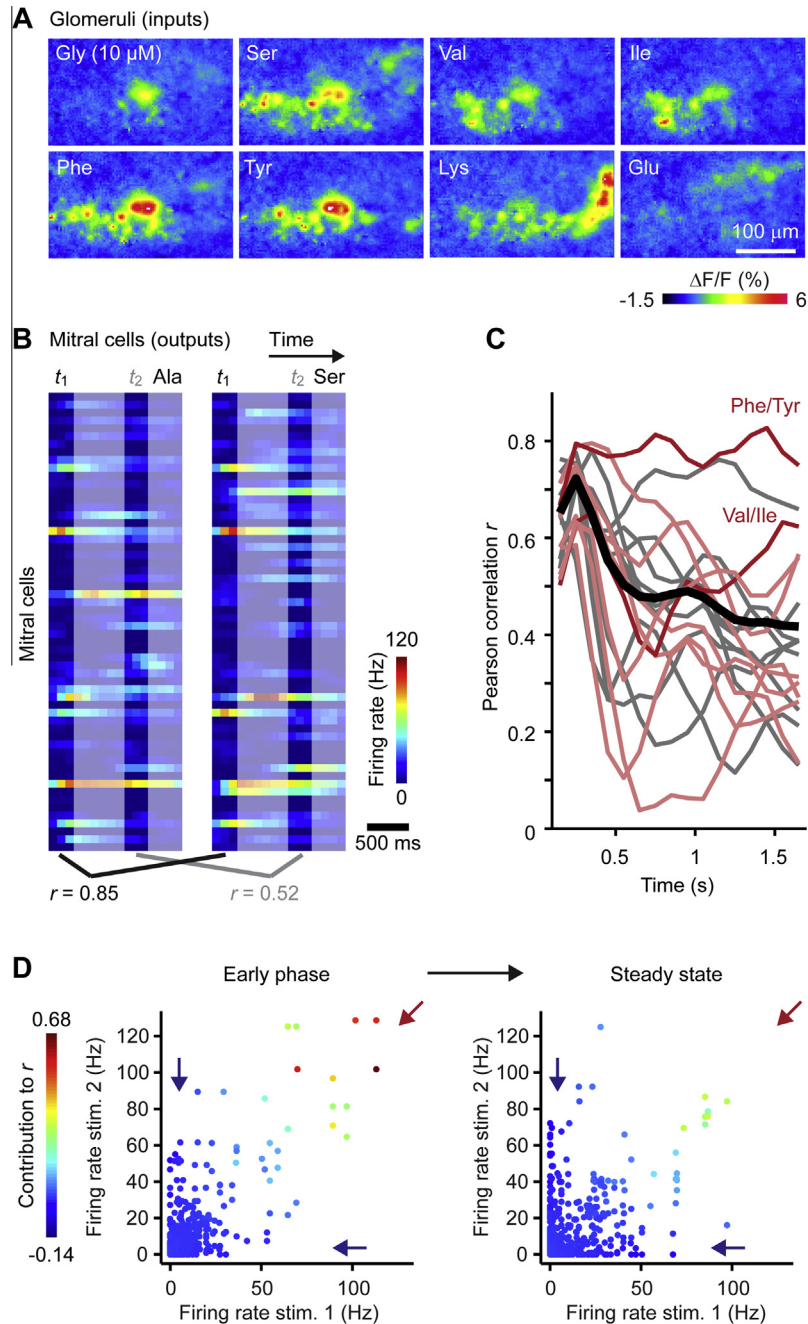 A Glomeruli (inputs)
Gly (10 µM) Ser Val Ile
Phe Tyr Lys Glu
100 µm
ΔF/F (%)
-1.5 6
B Mitral cells (outputs) Time
t1 t2 Ala t1 t2 Ser
Mitral cells
120
Firing rate (Hz)
0
500 ms
r = 0.85 r = 0.52
C
Phe/Tyr
Val/Ile
Pearson correlation r
0.8
0.6
0.4
0.2
0
0.5 1 1.5
Time (s)
D
Early phase Steady state
0.68
Contribution to r
-0.14
Firing rate stim. 2 (Hz)
120
100
80
60
40
20
0
0 50 100
Firing rate stim. 1 (Hz)
Firing rate stim. 2 (Hz)
120
100
80
60
40
20
0
0 50 100
Firing rate stim. 1 (Hz)